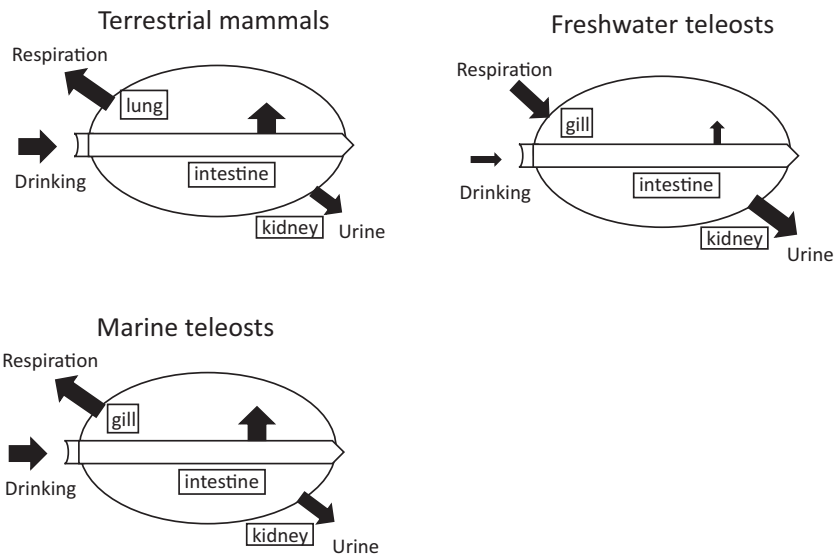 Terrestrial mammals
Respiration
lung
Drinking
intestine
kidney
Urine
Freshwater teleosts
Respiration
gill
Drinking
intestine
kidney
Urine
Marine teleosts
Respiration
gill
Drinking
intestine
kidney
Urine